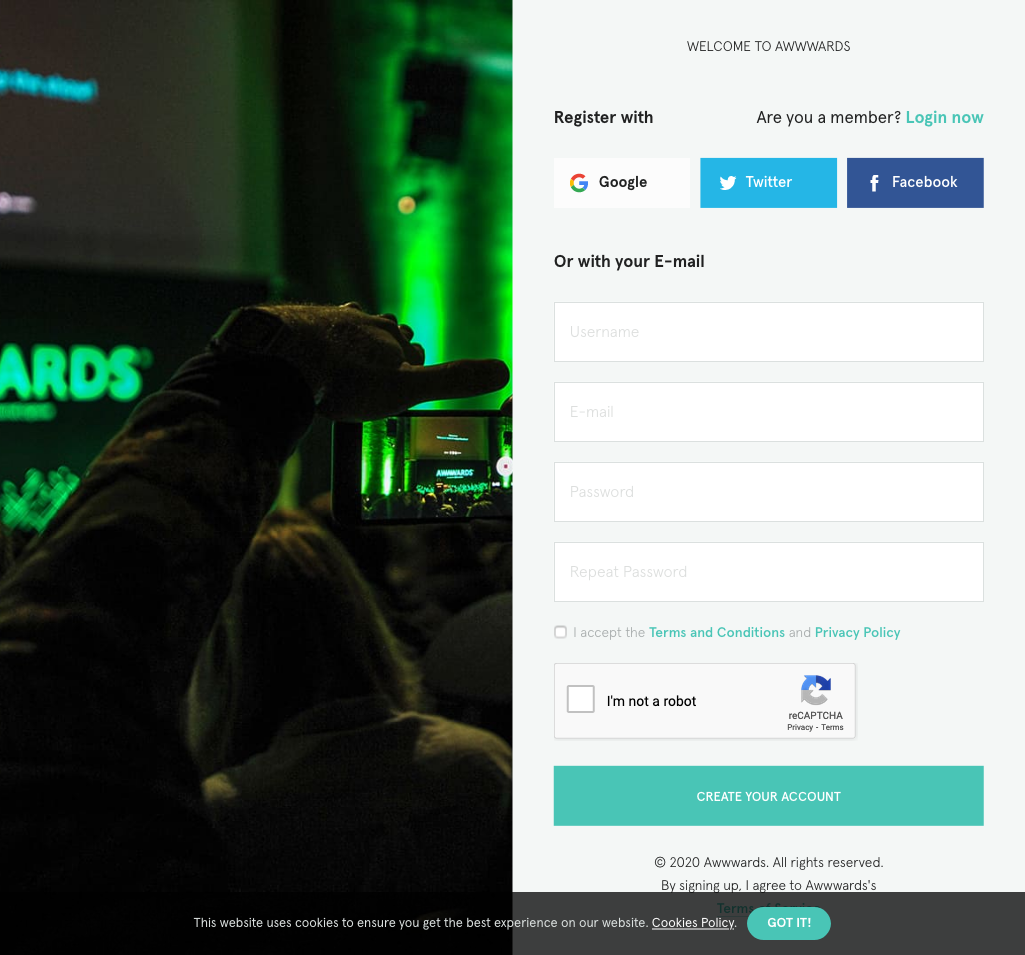 ARDS
AWWWARDS
WELCOME TO AWWWARDS
Register with
Are you a member? Login now
Google
Twitter
Facebook
Or with your E-mail
Username
E-mail
Password
Repeat Password
I accept the Terms and Conditions and Privacy Policy
I'm not a robot
reCAPTCHA
Privacy - Terms
CREATE YOUR ACCOUNT
© 2020 Awwwards. All rights reserved.
By signing up, I agree to Awwwards's
Terms of Service
This website uses cookies to ensure you get the best experience on our website. Cookies Policy.
GOT IT!